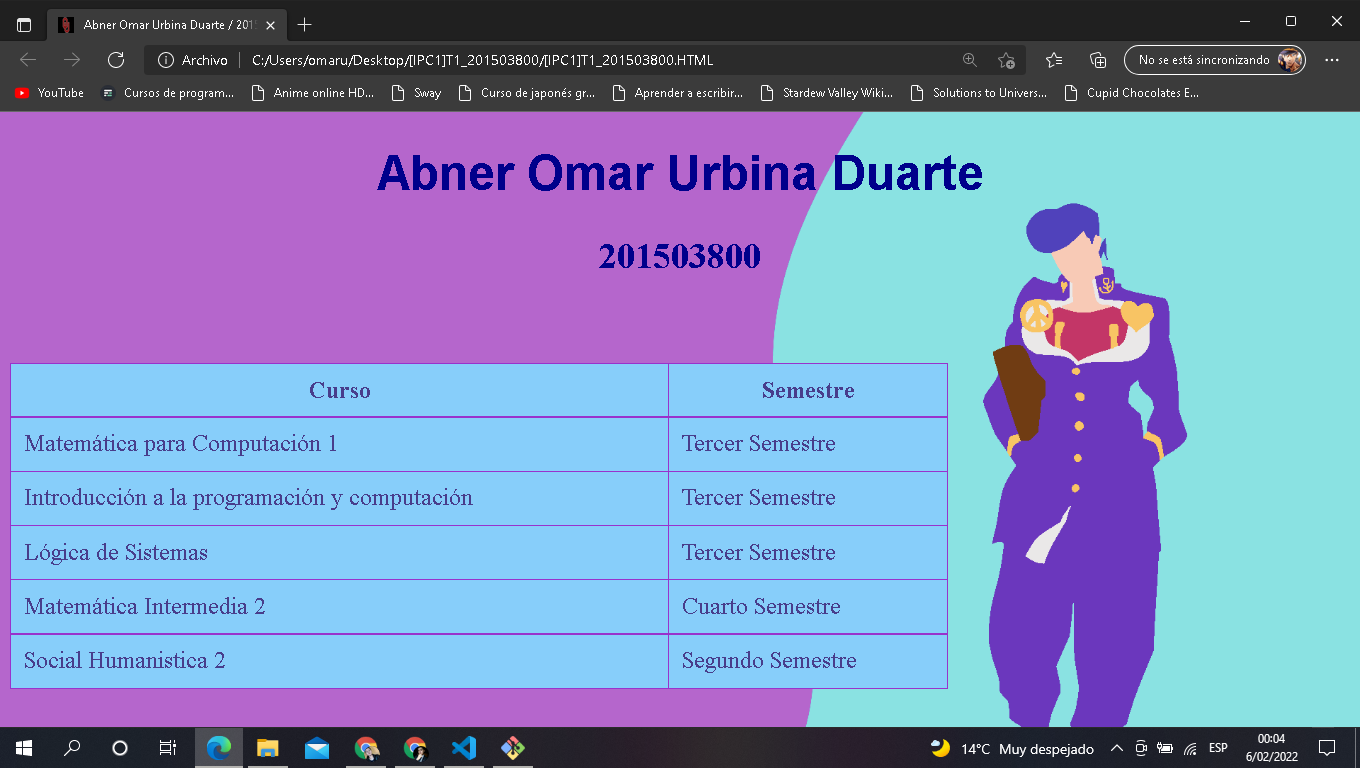 Abner Omar Urbina Duarte / 201
Archivo
C:/Users/omaru/Desktop/[IPC1]T1_201503800/[IPC1]T1_201503800.HTML
No se está sincronizando
YouTube
Cursos de program...
Anime online HD...
Sway
Curso de japonés gr...
Aprender a escribir...
Stardew Valley Wiki...
Solutions to Univers...
Cupid Chocolates E...
Abner Omar Urbina Duarte
201503800
Curso Semestre
Matemática para Computación 1 Tercer Semestre
Introducción a la programación y computación Tercer Semestre
Lógica de Sistemas Tercer Semestre
Matemática Intermedia 2 Cuarto Semestre
Social Humanistica 2 Segundo Semestre
14°C Muy despejado
ESP
00:04
6/02/2022